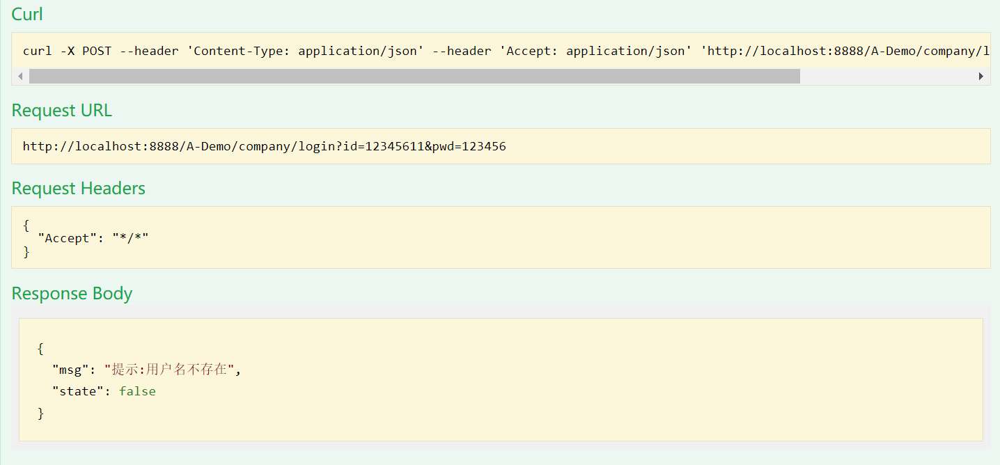 Curl
curl -X POST --header 'Content-Type: application/json' --header 'Accept: application/json' 'http://localhost:8888/A-Demo/company/l
Request URL
http://localhost:8888/A-Demo/company/login?id=12345611&pwd=123456
Request Headers
{
  "Accept": "*/*"
}
Response Body
{
  "msg": "提示:用户名不存在",
  "state": false
}